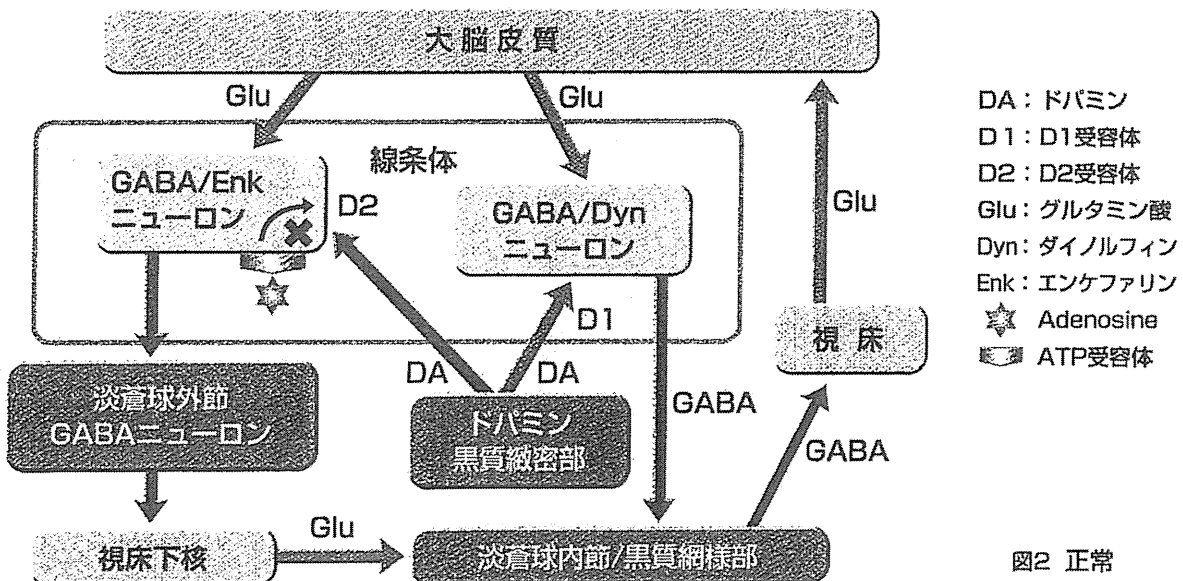 大脳皮質
Glu
Glu
線条体
GABA/Enk
ニューロン
D2
GABA/Dyn
ニューロン
Glu
D1
DA
DA
視床
淡蒼球外節
GABAニューロン
ドパミン
黒質緻密部
GABA
GABA
視床下核
Glu
淡蒼球内節/黒質網様部
DA：ドパミン
D1：D1受容体
D2：D2受容体
Glu：グルタミン酸
Dyn：ダイノルフィン
Enk：エンケファリン
Adenosine
ATP受容体
図2 正常